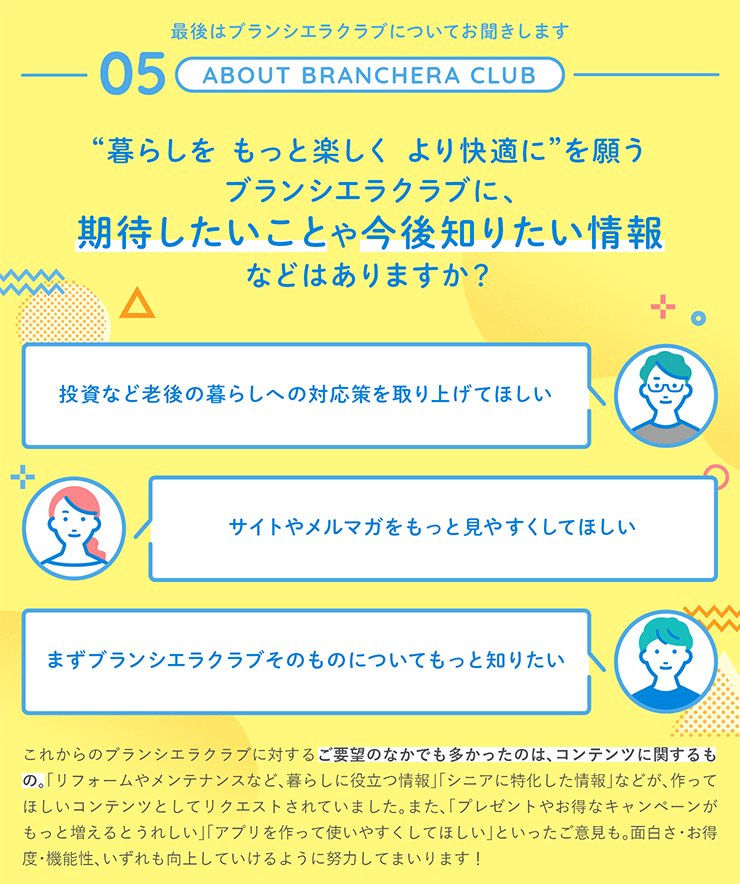 最後はブランシエラクラブについてお聞きします
05 ABOUT BRANCHERA CLUB
“暮らしを もっと楽しく より快適に”を願う
ブランシエラクラブに、
期待したいことや今後知りたい情報
などはありますか？
投資など老後の暮らしへの対応策を取り上げてほしい
サイトやメルマガをもっと見やすくしてほしい
まずブランシエラクラブそのものについてもっと知りたい
これからのブランシエラクラブに対するご要望のなかでも多かったのは、コンテンツに関するも
の。「リフォームやメンテナンスなど、暮らしに役立つ情報」「シニアに特化した情報」などが、作って
ほしいコンテンツとしてリクエストされていました。また、「プレゼントやお得なキャンペーンが
もっと増えるとうれしい」「アプリを作って使いやすくしてほしい」といったご意見も。面白さ・お得
度・機能性、いずれも向上していけるように努力してまいります！